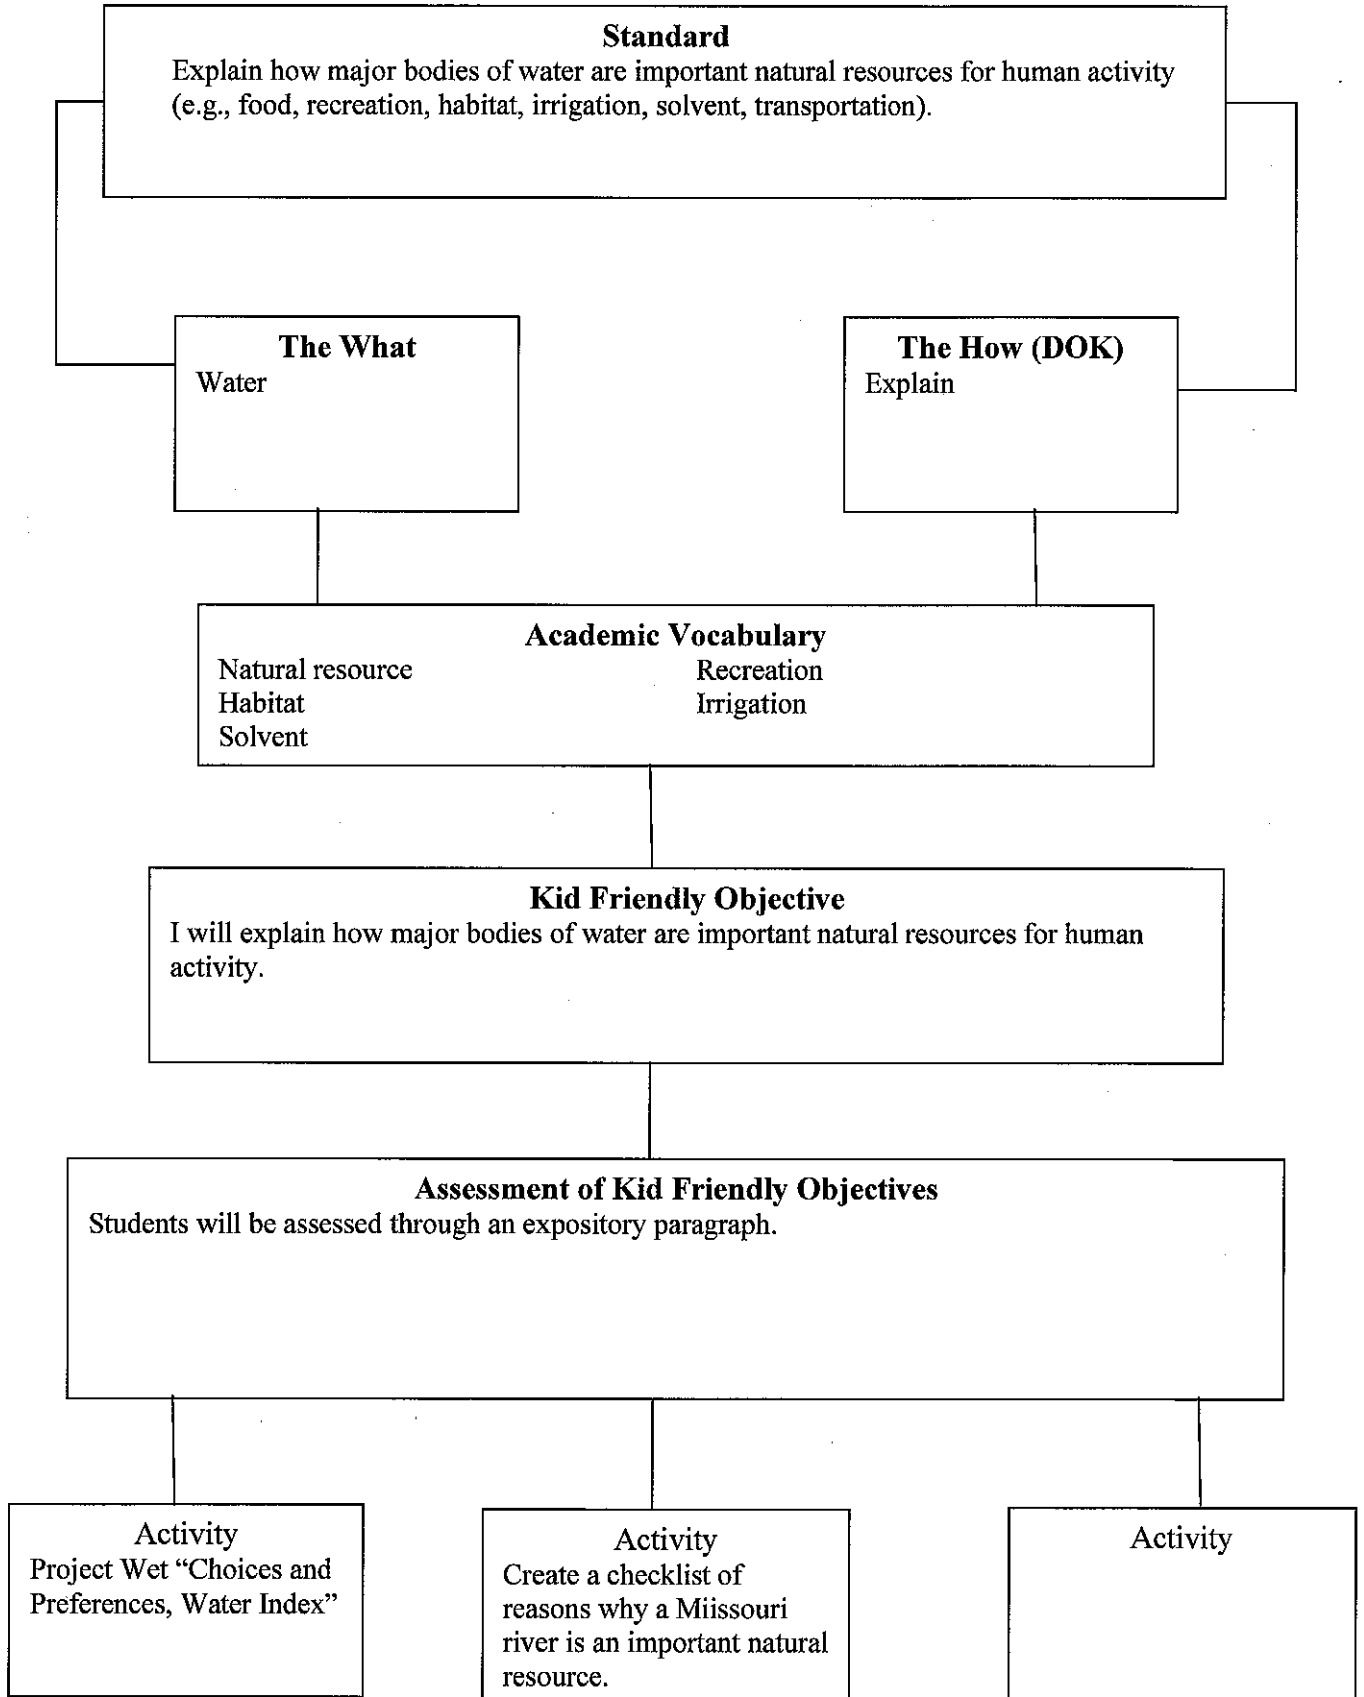 Standard
Explain how major bodies of water are important natural resources for human activity
(e.g., food, recreation, habitat, irrigation, solvent, transportation).
The What
Water
The How (DOK)
Explain
Academic Vocabulary
Natural resource
Recreation
Habitat
Irrigation
Solvent
Kid Friendly Objective
I will explain how major bodies of water are important natural resources for human
activity.
Assessment of Kid Friendly Objectives
Students will be assessed through an expository paragraph.
Activity
Project Wet “Choices and
Preferences, Water Index”
Activity
Create a checklist of
reasons why a Miissouri
river is an important natural
resource.
Activity